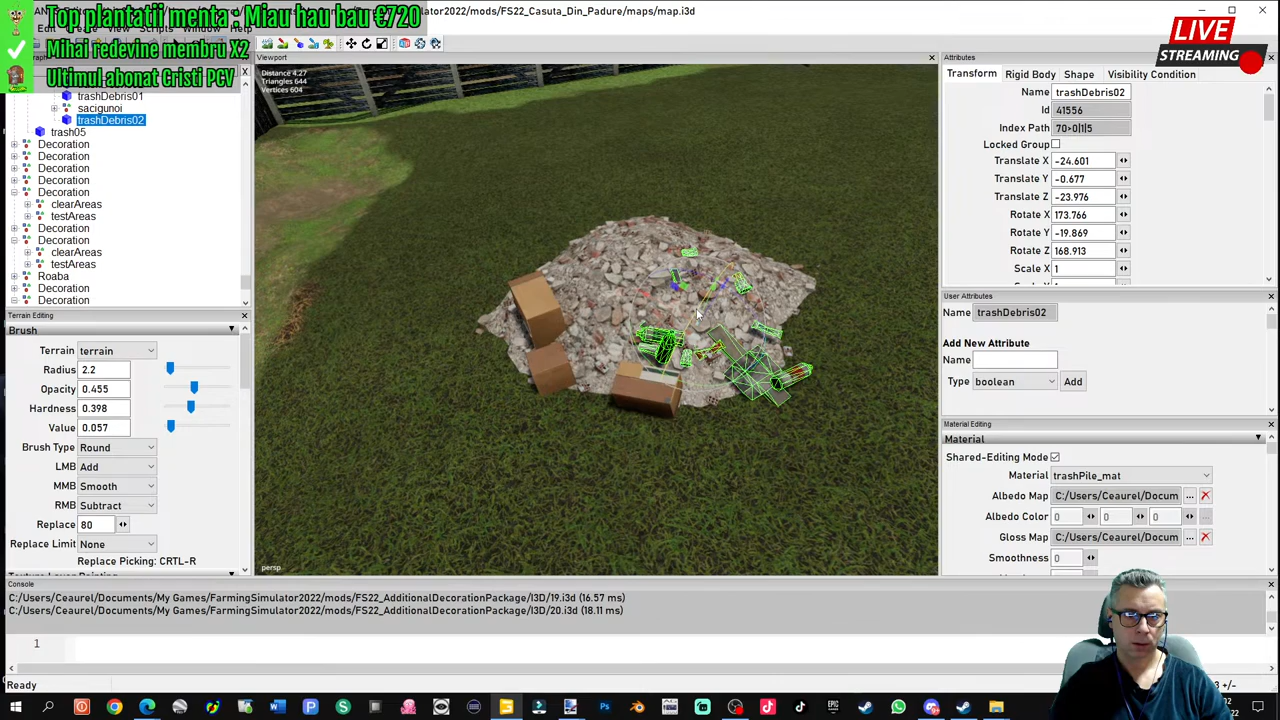 Top plantatii menta : Miau hau bau €720
Mihai redevine membru X2
Ultimul abonat Cristi PCV
Simulator2022/mods/FS22_Casuta_Din_Padure/maps/map.i3d
LIVE
STREAMING
Viewport
Distance 4.27
Triangles 644
Vertices 604
persp
trashDebris01
sacigunoi
trashDebris02
trash05
Decoration
Decoration
Decoration
Decoration
Decoration
clearAreas
testAreas
Decoration
Decoration
clearAreas
testAreas
Roaba
Decoration
Decoration
Terrain Editing
Brush
Terrain terrain
Radius 2.2
Opacity 0.455
Hardness 0.398
Value 0.057
Brush Type Round
LMB Add
MMB Smooth
RMB Subtract
Replace 80
Replace Limit None
Replace Picking: CRTL-R
Attributes
Transform Rigid Body Shape Visibility Condition
Name trashDebris02
Id 41556
Index Path 70>0|1|5
Locked Group
Translate X -24.601
Translate Y -0.677
Translate Z -23.976
Rotate X 173.766
Rotate Y -19.869
Rotate Z 168.913
Scale X 1
User Attributes
Name trashDebris02
Add New Attribute
Name
Type boolean Add
Material Editing
Material
Shared-Editing Mode
Material trashPile_mat
Albedo Map C:/Users/Ceaurel/Docum ...
Albedo Color 0 0 0 ...
Gloss Map C:/Users/Ceaurel/Docum ...
Smoothness 0
Console
C:/Users/Ceaurel/Documents/My Games/FarmingSimulator2022/mods/FS22_AdditionalDecorationPackage/I3D/19.i3d (16.57 ms)
C:/Users/Ceaurel/Documents/My Games/FarmingSimulator2022/mods/FS22_AdditionalDecorationPackage/I3D/20.i3d (18.11 ms)
1
Ready